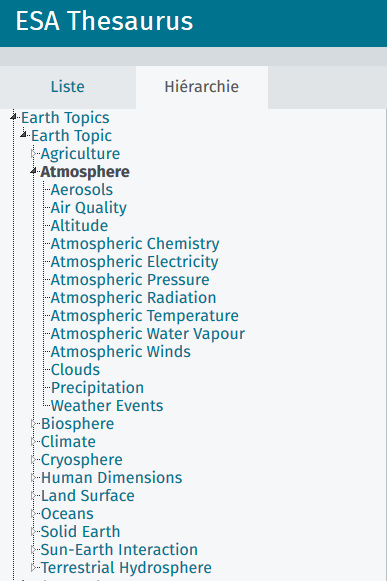 ESA Thesaurus
Liste
Hiérarchie
Earth Topics
Earth Topic
Agriculture
Atmosphere
Aerosols
Air Quality
Altitude
Atmospheric Chemistry
Atmospheric Electricity
Atmospheric Pressure
Atmospheric Radiation
Atmospheric Temperature
Atmospheric Water Vapour
Atmospheric Winds
Clouds
Precipitation
Weather Events
Biosphere
Climate
Cryosphere
Human Dimensions
Land Surface
Oceans
Solid Earth
Sun-Earth Interaction
Terrestrial Hydrosphere